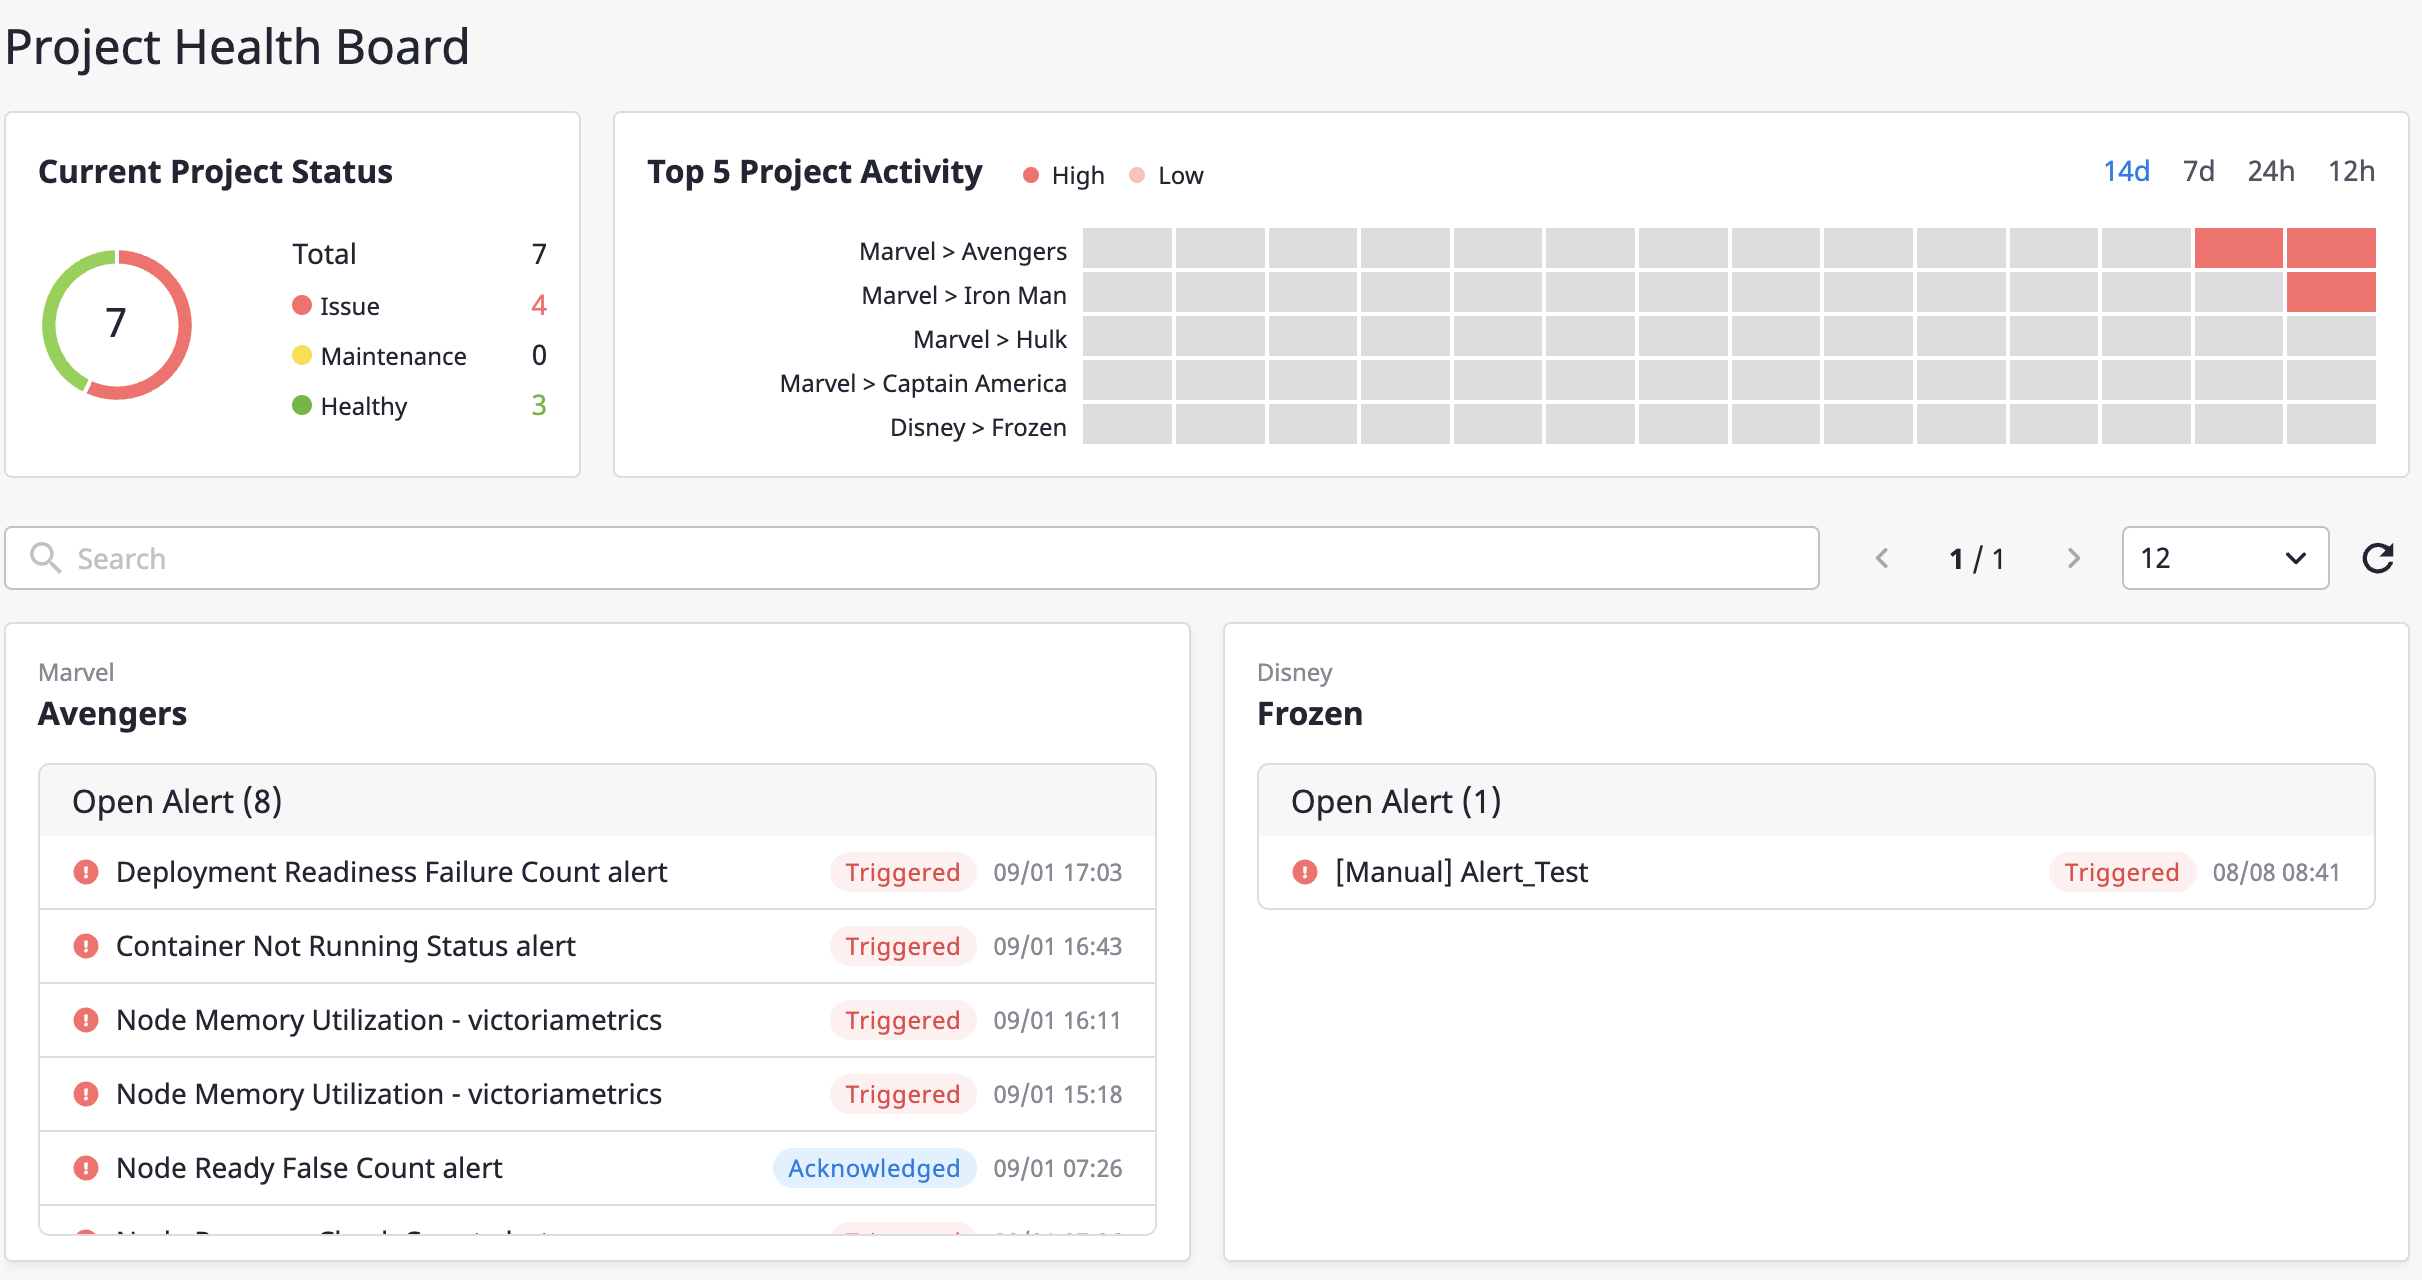 Project Health Board
Current Project Status
7
Total 7
Issue 4
Maintenance 0
Healthy 3
Top 5 Project Activity High Low 14d 7d 24h 12h
Marvel > Avengers
Marvel > Iron Man
Marvel > Hulk
Marvel > Captain America
Disney > Frozen
Search 1 / 1 12
Marvel
Avengers
Open Alert (8)
Deployment Readiness Failure Count alert Triggered 09/01 17:03
Container Not Running Status alert Triggered 09/01 16:43
Node Memory Utilization - victoriametrics Triggered 09/01 16:11
Node Memory Utilization - victoriametrics Triggered 09/01 15:18
Node Ready False Count alert Acknowledged 09/01 07:26
Disney
Frozen
Open Alert (1)
[Manual] Alert_Test Triggered 08/08 08:41